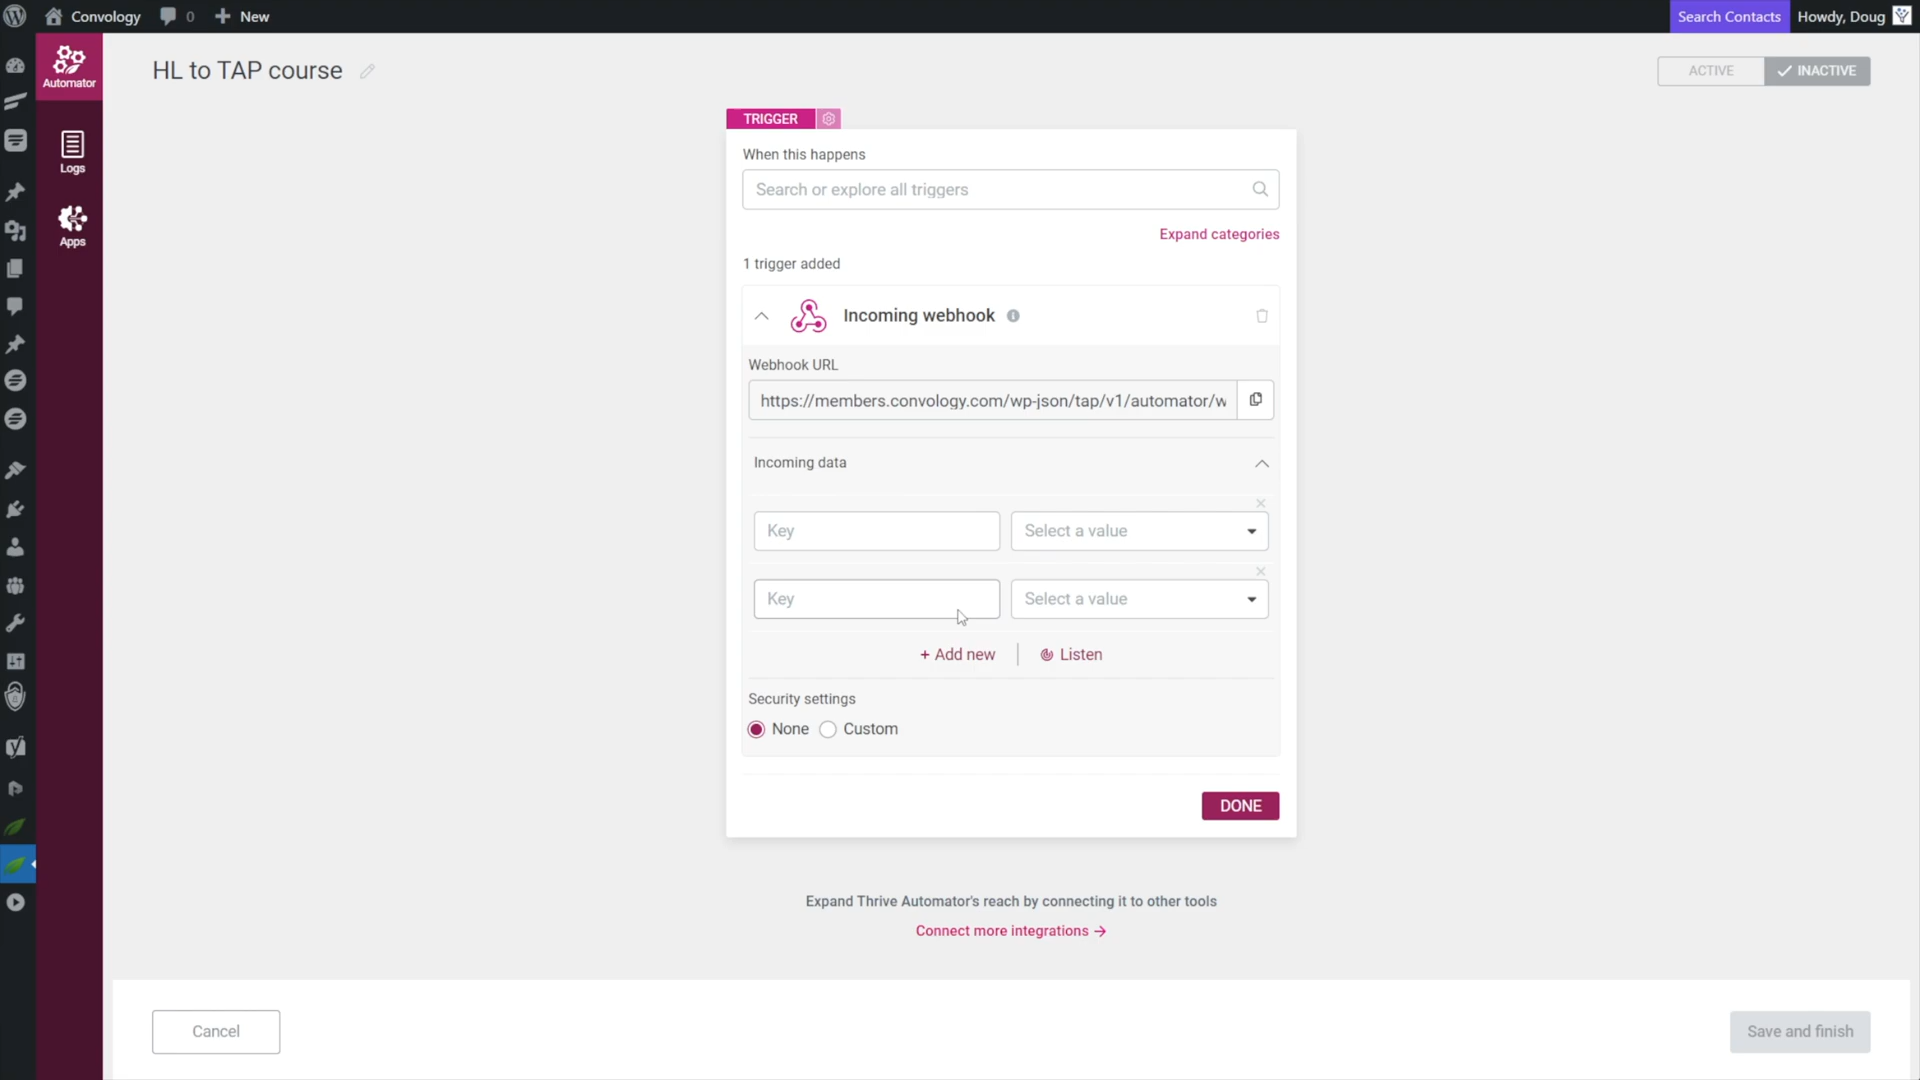 Convology
0
New
Search Contacts
Howdy, Doug
Automator
Logs
Apps
HL to TAP course
ACTIVE
INACTIVE
TRIGGER
When this happens
Search or explore all triggers
Expand categories
1 trigger added
Incoming webhook
Webhook URL
https://members.convology.com/wp-json/tap/v1/automator/w
Incoming data
Key
Select a value
Key
Select a value
+ Add new
Listen
Security settings
None
Custom
DONE
Expand Thrive Automator's reach by connecting it to other tools
Connect more integrations →
Cancel
Save and finish